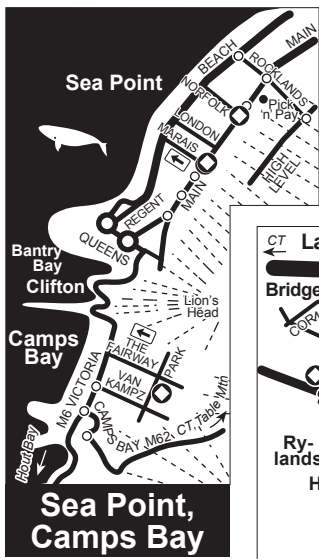 MAIN
BEACH
ROCKLANDS
Sea Point
NORFOLK
Pick
'n Pay
LONDON
MARAIS
HIGH
LEVEL
MAIN
REGENT
QUEENS
Bantry
Bay
Clifton
Lion's
Head
Camps
Bay
THE
FAIRWAY
PARK
VAN
KAMPZ
M6 VICTORIA
CAMPS
BAY M62
CT, Table Mtn
Hout Bay
Sea Point,
Camps Bay
CT
La
Bridge
CORN
Ry-
lands
H